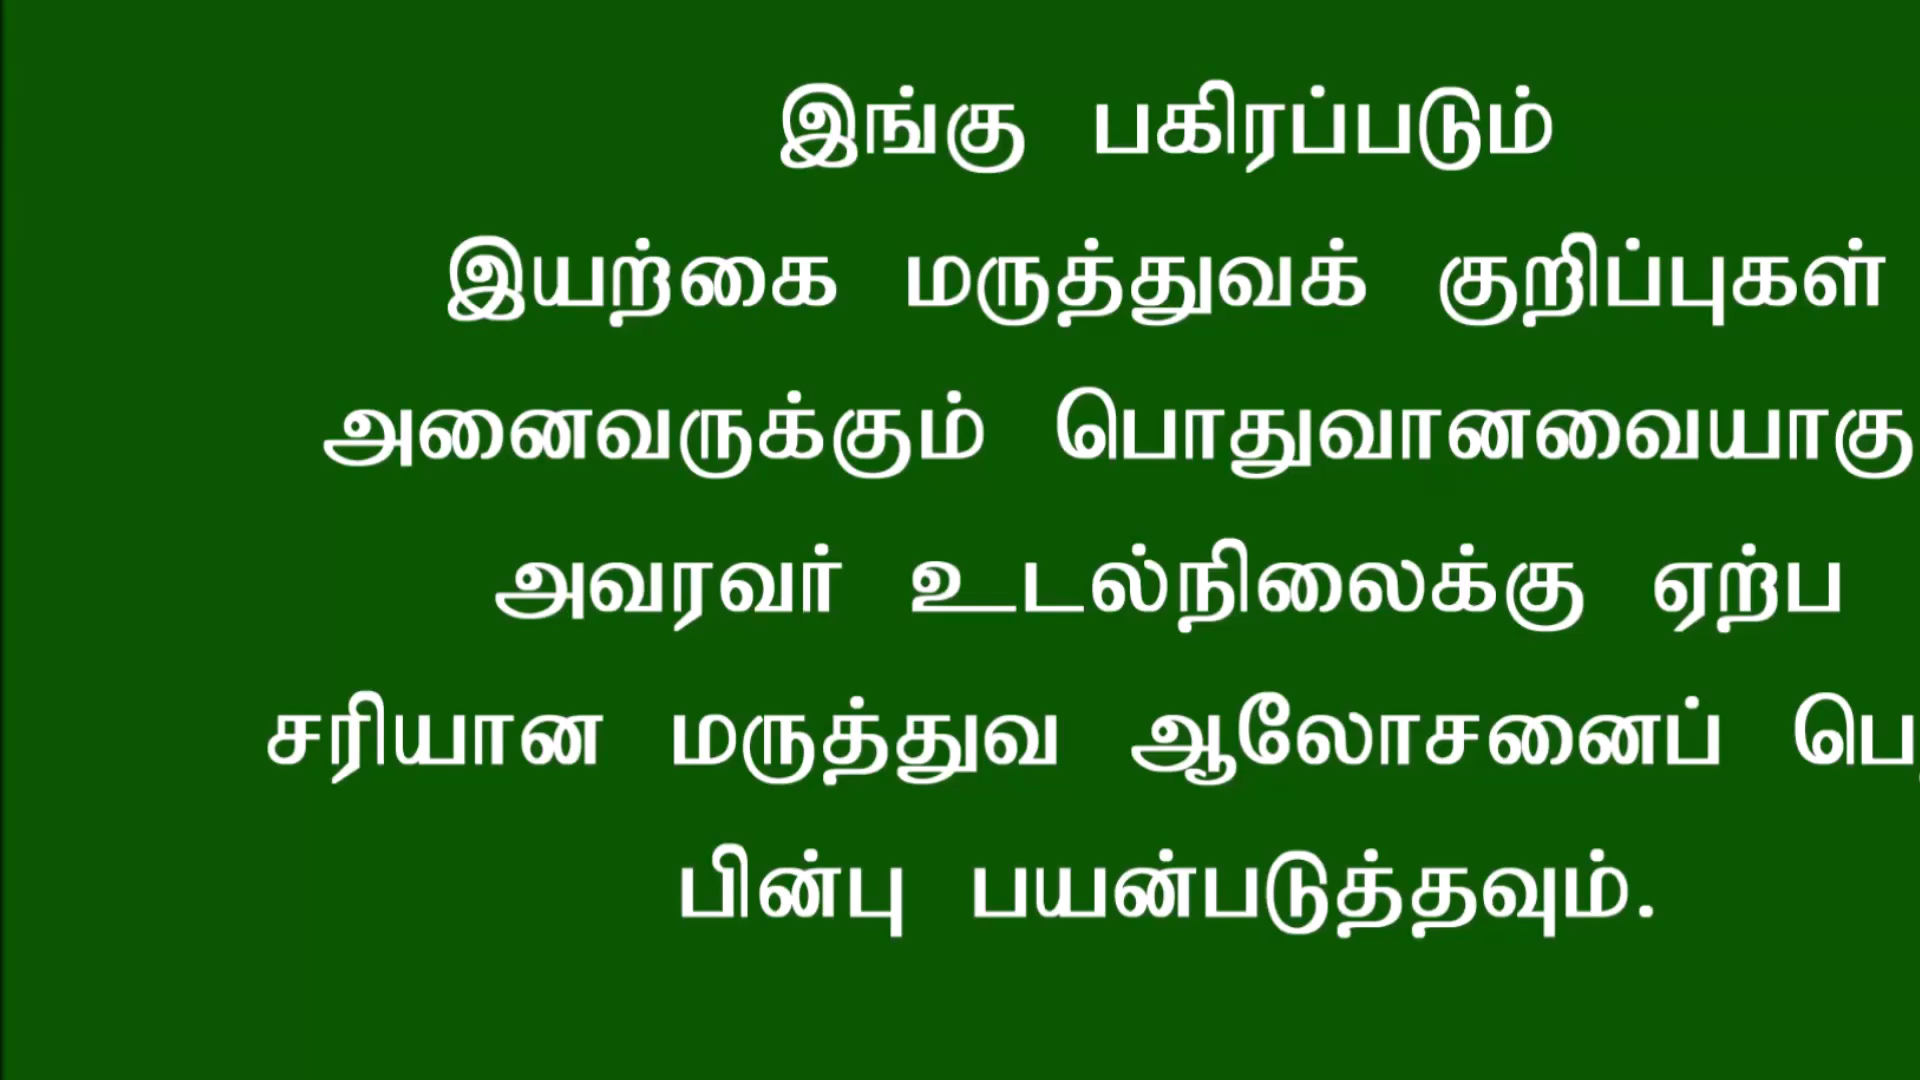 இங்கு பகிரப்படும்
இயற்கை மருத்துவக் குறிப்புகள்
அனைவருக்கும் பொதுவானவையாகு
அவரவர் உடல்நிலைக்கு ஏற்ப
சரியான மருத்துவ ஆலோசனைப்
பின்பு பயன்படுத்தவும்.